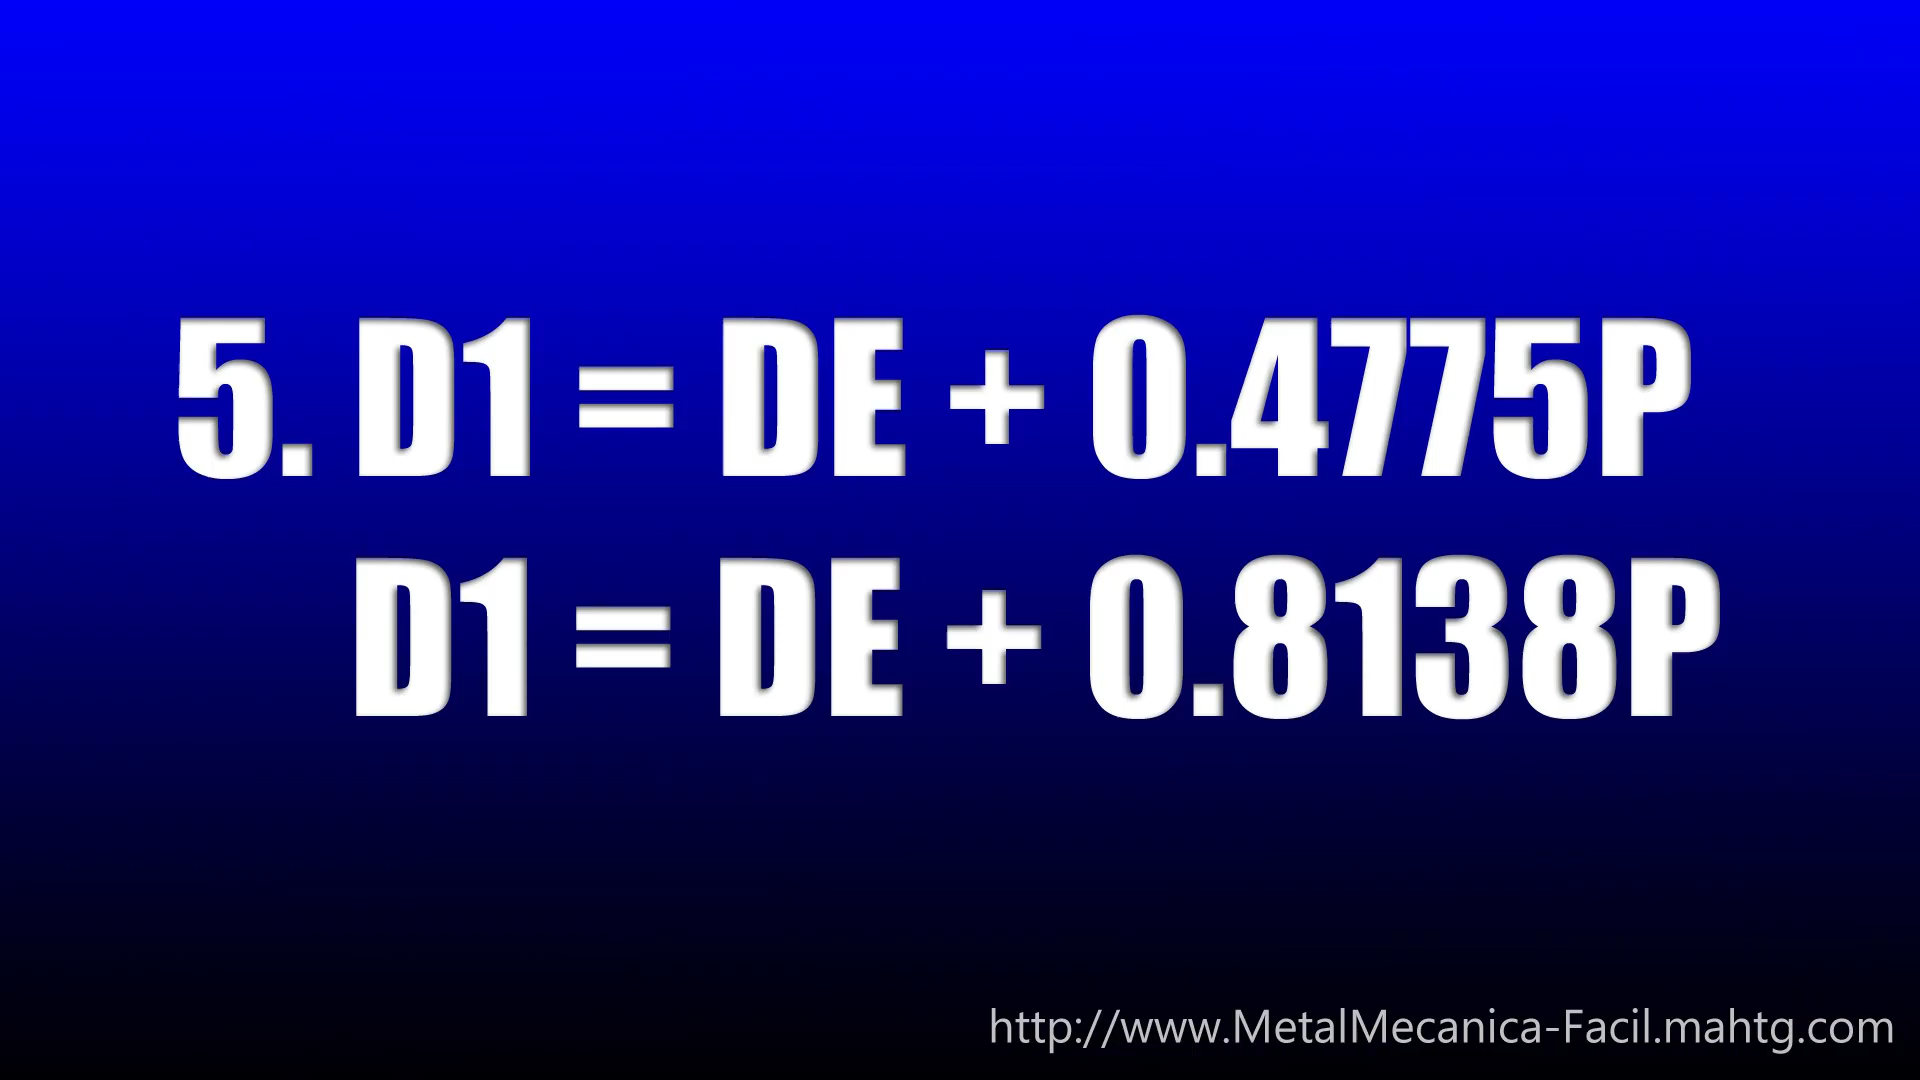 5. D1 = DE + 0.4775P
D1 = DE + 0.8138P
http://www.MetalMecanica-Facil.mahtg.com